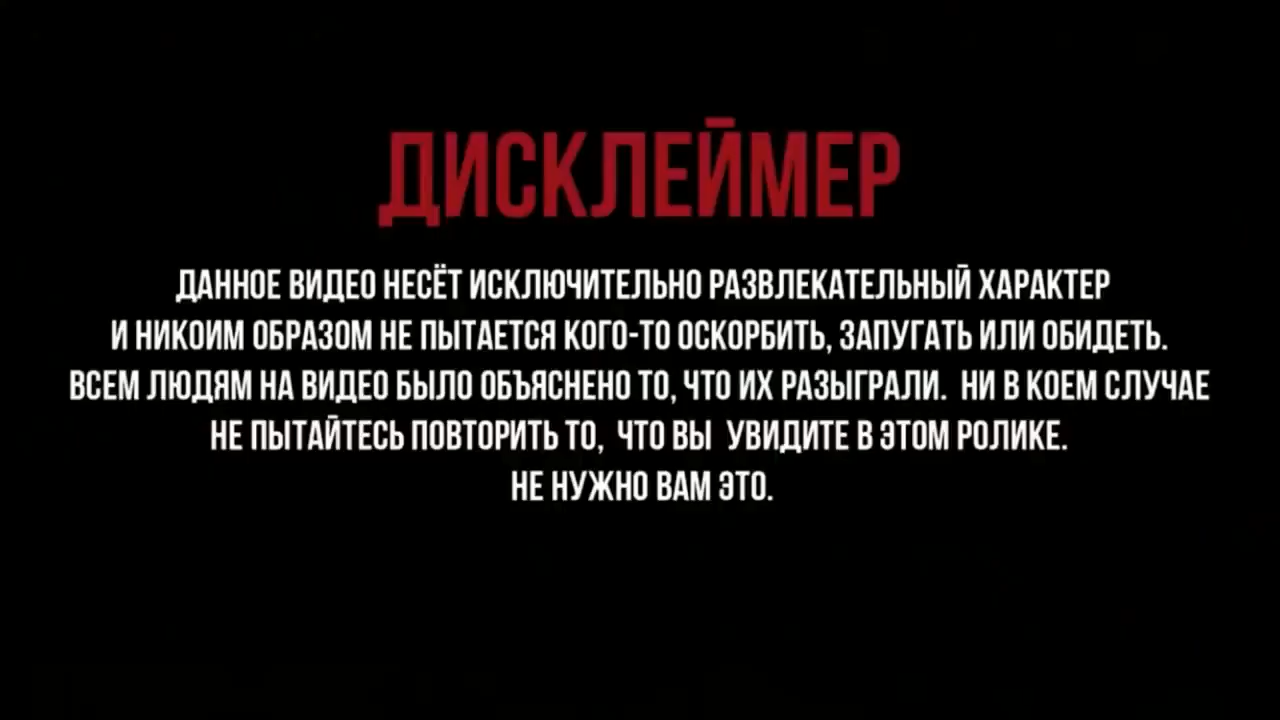 ДИСКЛЕЙМЕР
ДАННОЕ ВИДЕО НЕСЁТ ИСКЛЮЧИТЕЛЬНО РАЗВЛЕКАТЕЛЬНЫЙ ХАРАКТЕР
И НИКОИМ ОБРАЗОМ НЕ ПЫТАЕТСЯ КОГО-ТО ОСКОРБИТЬ, ЗАПУГАТЬ ИЛИ ОБИДЕТЬ.
ВСЕМ ЛЮДЯМ НА ВИДЕО БЫЛО ОБЪЯСНЕНО ТО, ЧТО ИХ РАЗЫГРАЛИ. НИ В КОЕМ СЛУЧАЕ
НЕ ПЫТАЙТЕСЬ ПОВТОРИТЬ ТО, ЧТО ВЫ УВИДИТЕ В ЭТОМ РОЛИКЕ.
НЕ НУЖНО ВАМ ЭТО.